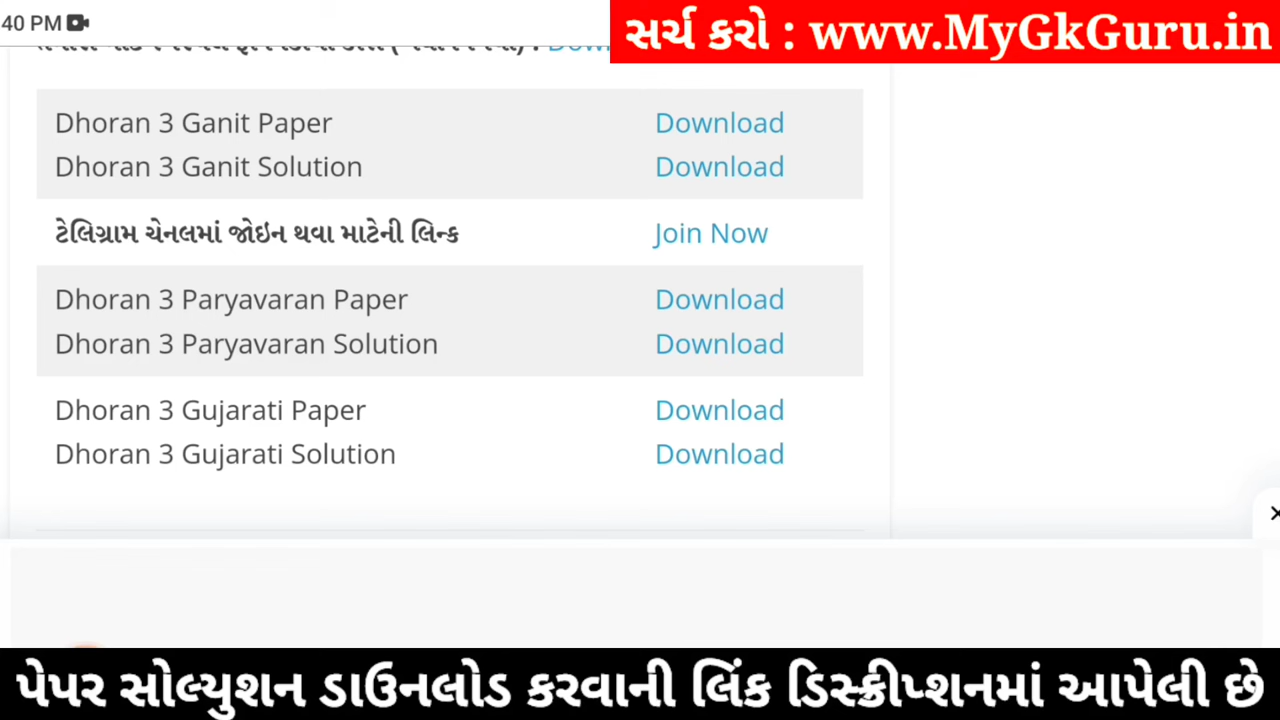 40 PM
સર્ચ કરો : www.MyGkGuru.in
Dhoran 3 Ganit Paper Download
Dhoran 3 Ganit Solution Download
ટેલિગ્રામ ચેનલમાં જોઇન થવા માટેની લિન્ક Join Now
Dhoran 3 Paryavaran Paper Download
Dhoran 3 Paryavaran Solution Download
Dhoran 3 Gujarati Paper Download
Dhoran 3 Gujarati Solution Download
પેપર સોલ્યુશન ડાઉનલોડ કરવાની લિંક ડિસ્ક્રીપ્શનમાં આપેલી છે